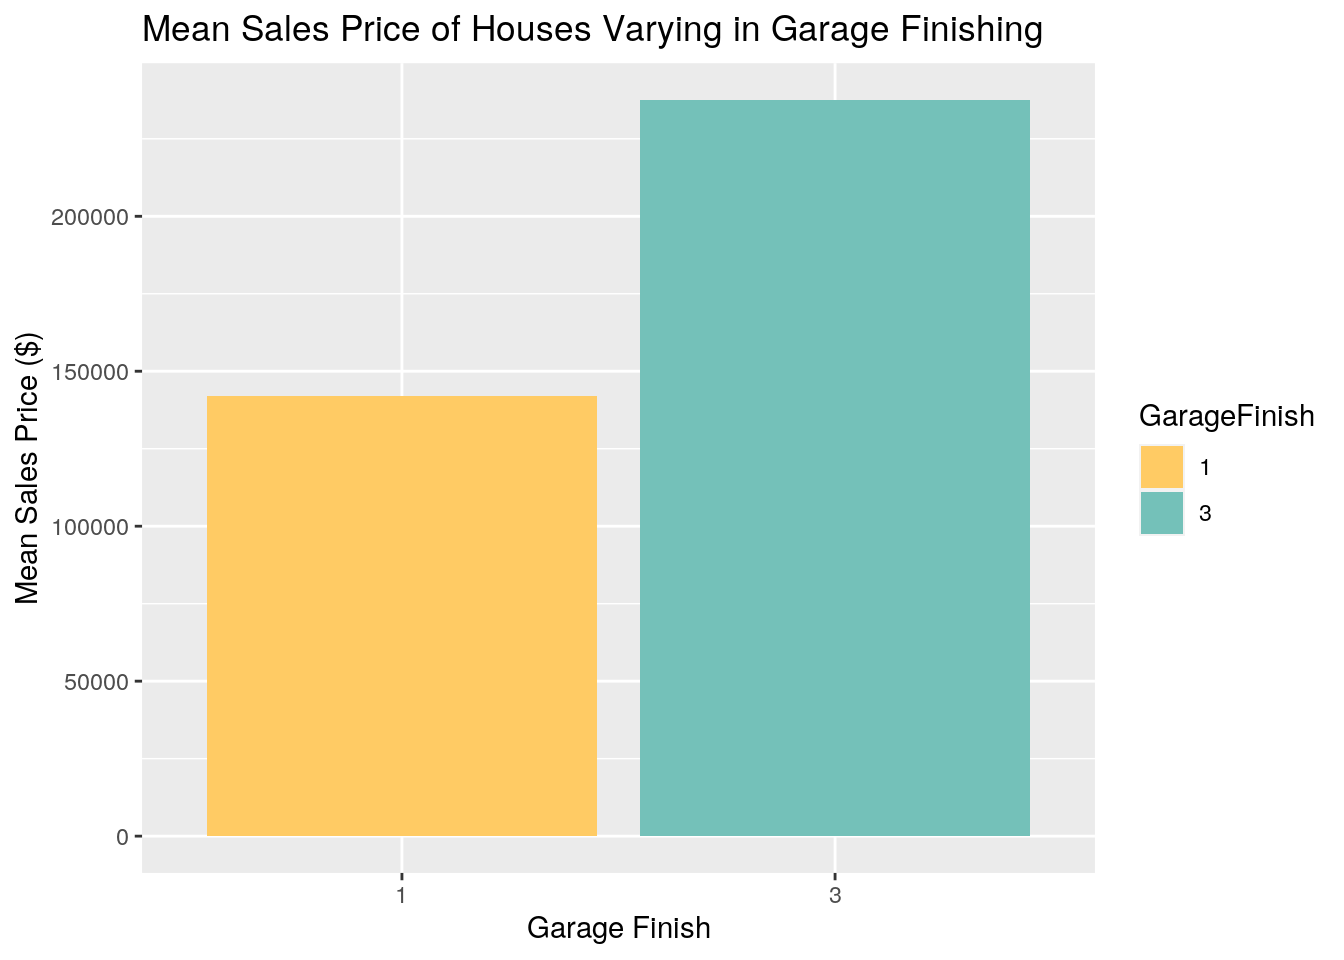 Mean Sales Price of Houses Varying in Garage Finishing
Mean Sales Price ($)
200000
150000
100000
50000
0
1
3
Garage Finish
GarageFinish
1
3